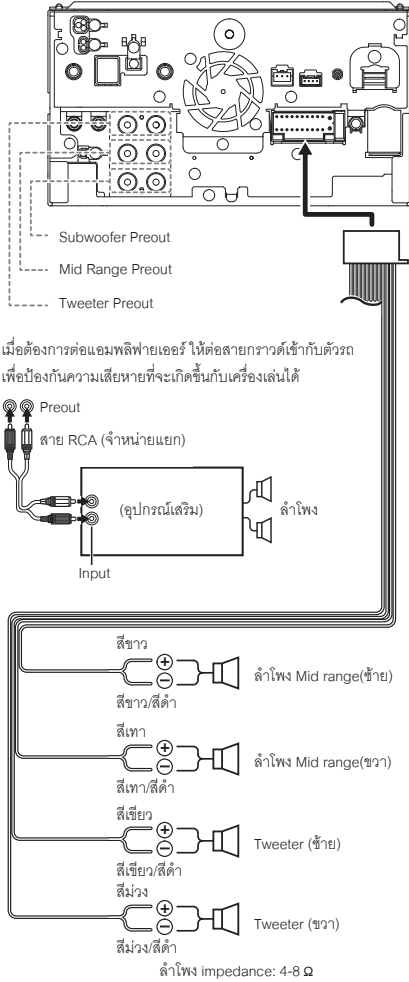 Subwoofer Preout
Mid Range Preout
Tweeter Preout
เมื่อต้องการต่อแอมพลิฟายเออร์ ให้ต่อสายกราวด์เข้ากับตัวรถ
เพื่อป้องกันความเสียหายที่จะเกิดขึ้นกับเครื่องเล่นได้
Preout
สาย RCA (จำหน่ายแยก)
(อุปกรณ์เสริม)
ลำโพง
Input
สีขาว
ลำโพง Mid range(ซ้าย)
สีขาว/สีดำ
สีเทา
ลำโพง Mid range(ขวา)
สีเทา/สีดำ
สีเขียว
Tweeter (ซ้าย)
สีเขียว/สีดำ
สีม่วง
Tweeter (ขวา)
สีม่วง/สีดำ
ลำโพง impedance: 4-8 Ω